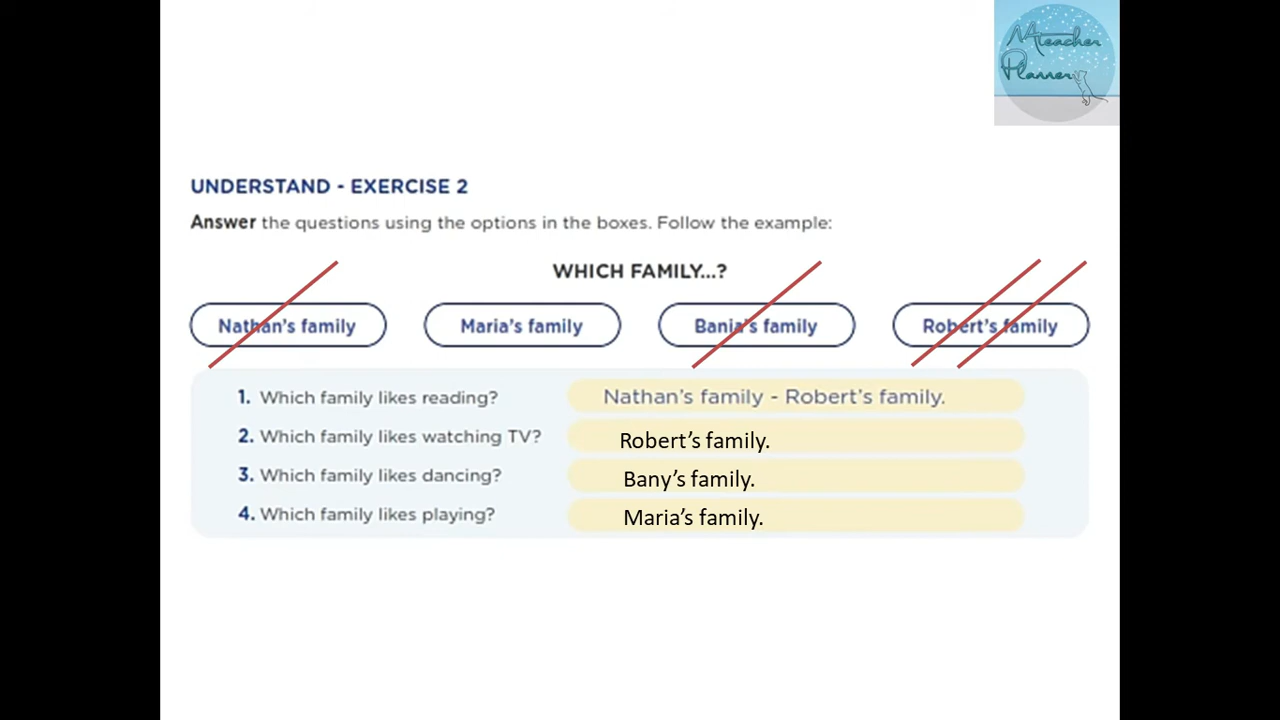 M4teacher
Planner
UNDERSTAND - EXERCISE 2
Answer the questions using the options in the boxes. Follow the example:
WHICH FAMILY...?
Nathan's family Maria's family Bania's family Robert's family
1. Which family likes reading? Nathan's family - Robert's family.
2. Which family likes watching TV? Robert's family.
3. Which family likes dancing? Bany's family.
4. Which family likes playing? Maria's family.